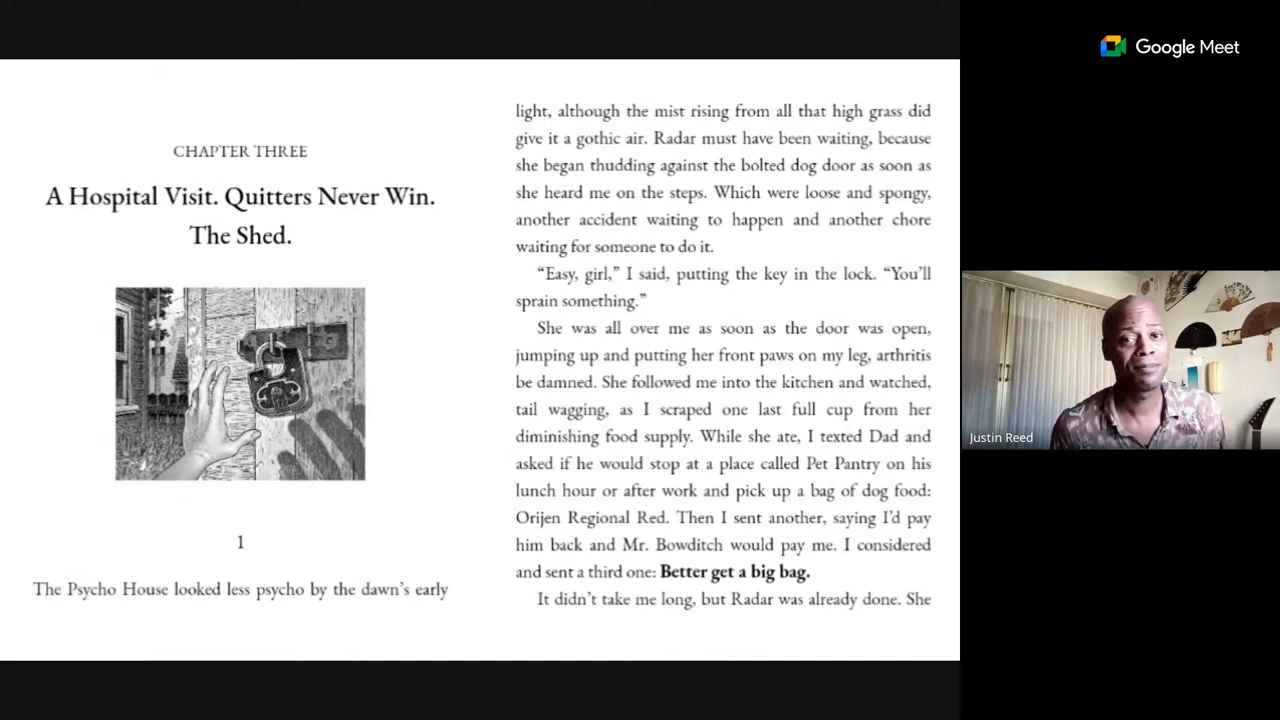 CHAPTER THREE
A Hospital Visit. Quitters Never Win.
The Shed.
1
The Psycho House looked less psycho by the dawn's early
light, although the mist rising from all that high grass did
give it a gothic air. Radar must have been waiting, because
she began thudding against the bolted dog door as soon as
she heard me on the steps. Which were loose and spongy,
another accident waiting to happen and another chore
waiting for someone to do it.
“Easy, girl,” I said, putting the key in the lock. “You'll
sprain something.”
She was all over me as soon as the door was open,
jumping up and putting her front paws on my leg, arthritis
be damned. She followed me into the kitchen and watched,
tail wagging, as I scraped one last full cup from her
diminishing food supply. While she ate, I texted Dad and
asked if he would stop at a place called Pet Pantry on his
lunch hour or after work and pick up a bag of dog food:
Orijen Regional Red. Then I sent another, saying I'd pay
him back and Mr. Bowditch would pay me. I considered
and sent a third one: Better get a big bag.
It didn't take me long, but Radar was already done. She
Google Meet
Justin Reed